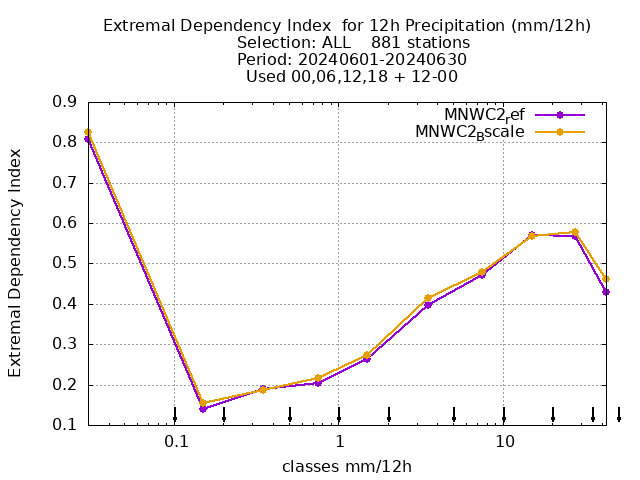 Extremal Dependency Index  for 12h Precipitation (mm/12h)
Selection: ALL    881 stations
Period: 20240601-20240630
Used 00,06,12,18 + 12-00
MNWC2ref
MNWC2Bscale
Extremal Dependency Index
0.9
0.8
0.7
0.6
0.5
0.4
0.3
0.2
0.1
0.1 1 10
classes mm/12h